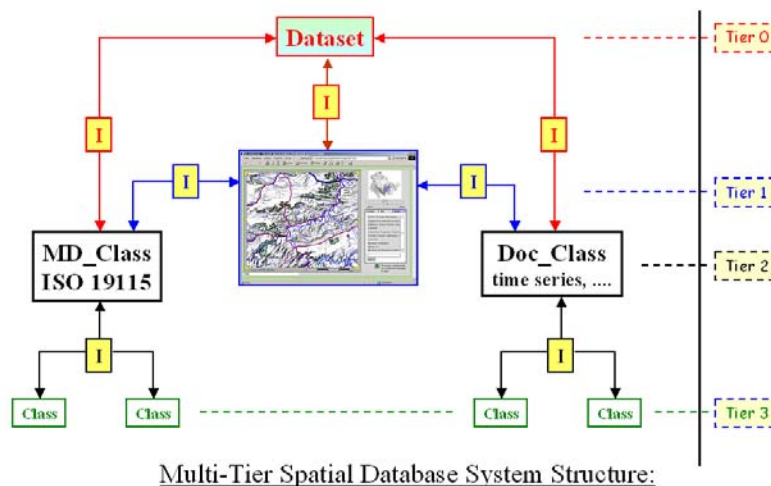 Dataset
Tier 0
I
I
I
I
I
Tier 1
MD_Class
ISO 19115
Doc_Class
time series, ....
Tier 2
I
I
Class
Class
Class
Class
Tier 3
Multi-Tier Spatial Database System Structure: